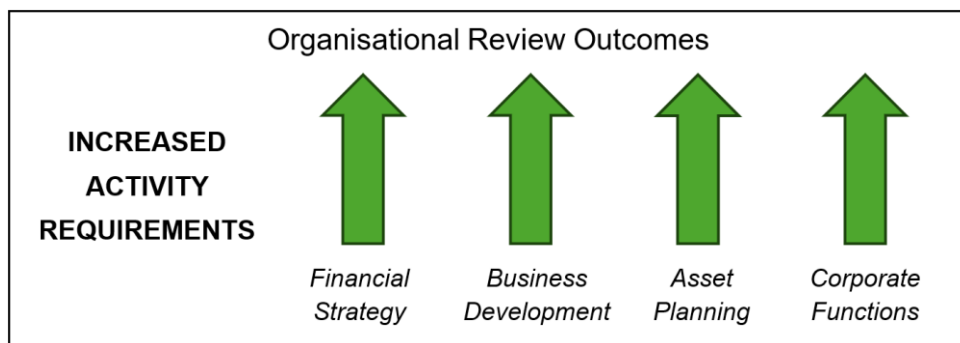 Organisational Review Outcomes
INCREASED
ACTIVITY
REQUIREMENTS
Financial
Strategy
Business
Development
Asset
Planning
Corporate
Functions